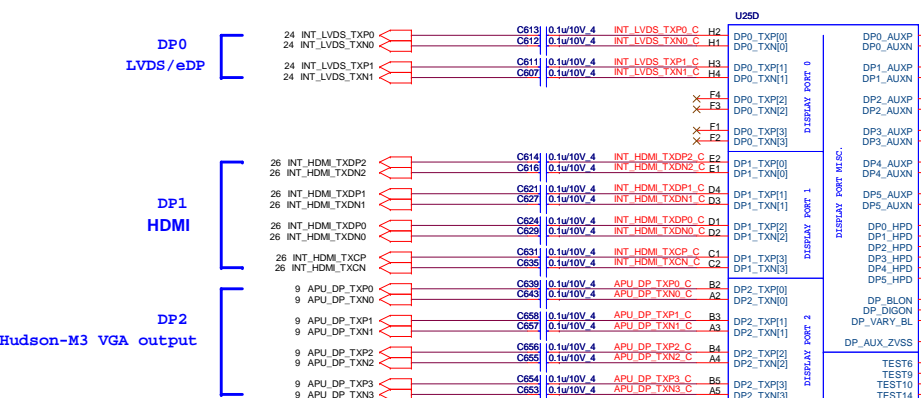 U25D
DP0
LVDS/eDP
24 INT_LVDS_TXP0 C613 0.1u/10V_4 INT_LVDS_TXP0_C H2 DP0_TXP[0] DP0_AUXP
24 INT_LVDS_TXN0 C612 0.1u/10V_4 INT_LVDS_TXN0_C H1 DP0_TXN[0] DP0_AUXN
24 INT_LVDS_TXP1 C611 0.1u/10V_4 INT_LVDS_TXP1_C H3 DP0_TXP[1] DP1_AUXP
24 INT_LVDS_TXN1 C607 0.1u/10V_4 INT_LVDS_TXN1_C H4 DP0_TXN[1] DP1_AUXN
F4 DP0_TXP[2] DP2_AUXP
F3 DP0_TXN[2] DP2_AUXN
F1 DP0_TXP[3] DP3_AUXP
F2 DP0_TXN[3] DP3_AUXN
DISPLAY PORT 0
DP1
HDMI
26 INT_HDMI_TXDP2 C614 0.1u/10V_4 INT_HDMI_TXDP2_C E2 DP1_TXP[0] DP4_AUXP
26 INT_HDMI_TXDN2 C616 0.1u/10V_4 INT_HDMI_TXDN2_C E1 DP1_TXN[0] DP4_AUXN
26 INT_HDMI_TXDP1 C621 0.1u/10V_4 INT_HDMI_TXDP1_C D4 DP1_TXP[1] DP5_AUXP
26 INT_HDMI_TXDN1 C627 0.1u/10V_4 INT_HDMI_TXDN1_C D3 DP1_TXN[1] DP5_AUXN
26 INT_HDMI_TXDP0 C624 0.1u/10V_4 INT_HDMI_TXDP0_C D1 DP1_TXP[2] DP0_HPD
26 INT_HDMI_TXDN0 C629 0.1u/10V_4 INT_HDMI_TXDN0_C D2 DP1_TXN[2] DP1_HPD
DP2_HPD
26 INT_HDMI_TXCP C631 0.1u/10V_4 INT_HDMI_TXCP_C C1 DP1_TXP[3] DP3_HPD
26 INT_HDMI_TXCN C635 0.1u/10V_4 INT_HDMI_TXCN_C C2 DP1_TXN[3] DP4_HPD
DP5_HPD
DISPLAY PORT 1
DISPLAY PORT MISC.
DP2
Hudson-M3 VGA output
9 APU_DP_TXP0 C639 0.1u/10V_4 APU_DP_TXP0_C B2 DP2_TXP[0]
9 APU_DP_TXN0 C643 0.1u/10V_4 APU_DP_TXN0_C A2 DP2_TXN[0] DP_BLON
DP_DIGON
9 APU_DP_TXP1 C658 0.1u/10V_4 APU_DP_TXP1_C B3 DP2_TXP[1] DP_VARY_BL
9 APU_DP_TXN1 C657 0.1u/10V_4 APU_DP_TXN1_C A3 DP2_TXN[1]
DP_AUX_ZVSS
9 APU_DP_TXP2 C656 0.1u/10V_4 APU_DP_TXP2_C B4 DP2_TXP[2]
9 APU_DP_TXN2 C655 0.1u/10V_4 APU_DP_TXN2_C A4 DP2_TXN[2] TEST6
TEST9
9 APU_DP_TXP3 C654 0.1u/10V_4 APU_DP_TXP3_C B5 DP2_TXP[3] TEST10
9 APU_DP_TXN3 C653 0.1u/10V_4 APU_DP_TXN3_C A5 DP2_TXN[3] TEST14
DISPLAY PORT 2